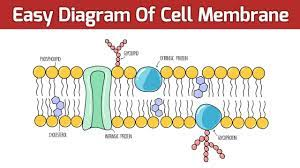 Easy Diagram Of Cell Membrane
GLYCOLIPID
PHOSPHOLIPID
EXTRINSIC PROTEIN
CHOLESTEROL
INTRINSIC PROTEIN
GLYCOPROTEIN